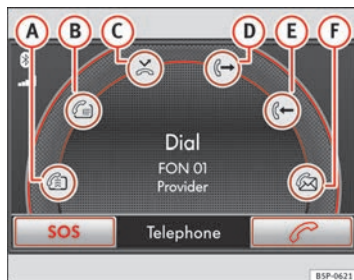 A B C D E F
Dial
FON 01
Provider
SOS Telephone
B5P-0621